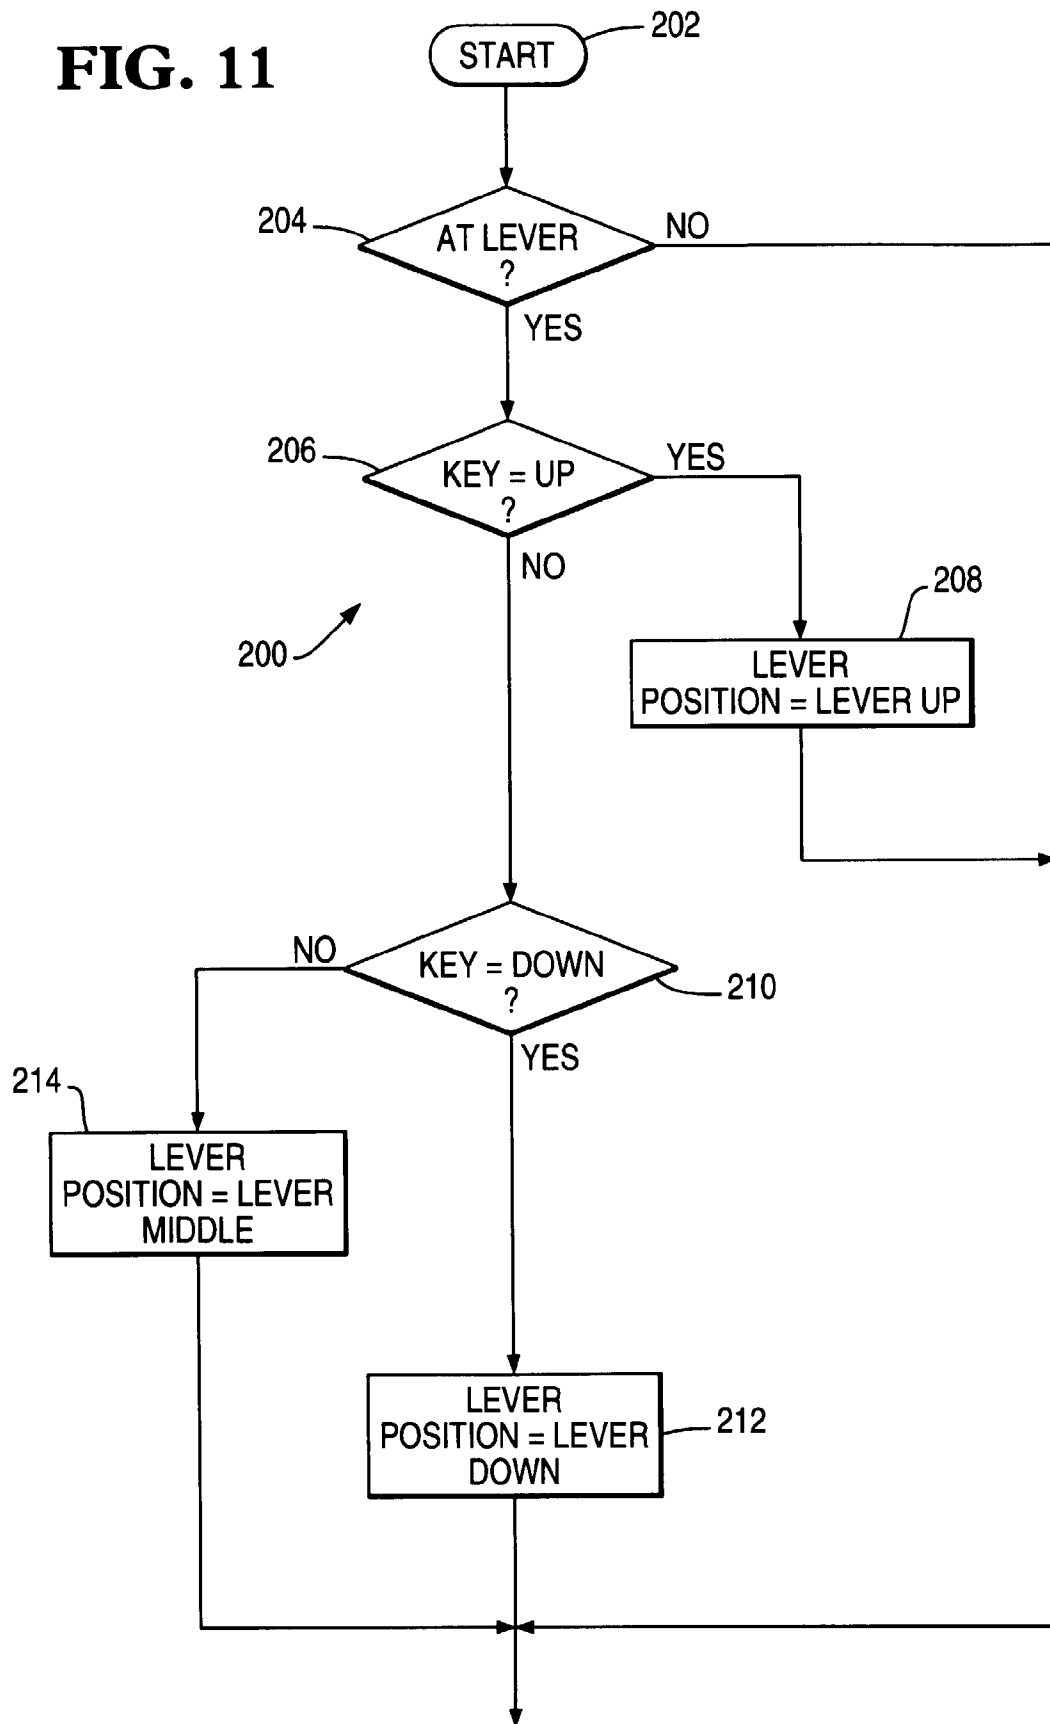 FIG. 11
START
202
204
AT LEVER
?
NO
YES
206
KEY = UP
?
YES
NO
200
208
LEVER
POSITION = LEVER UP
NO
KEY = DOWN
?
210
YES
214
LEVER
POSITION = LEVER
MIDDLE
LEVER
POSITION = LEVER
DOWN
212